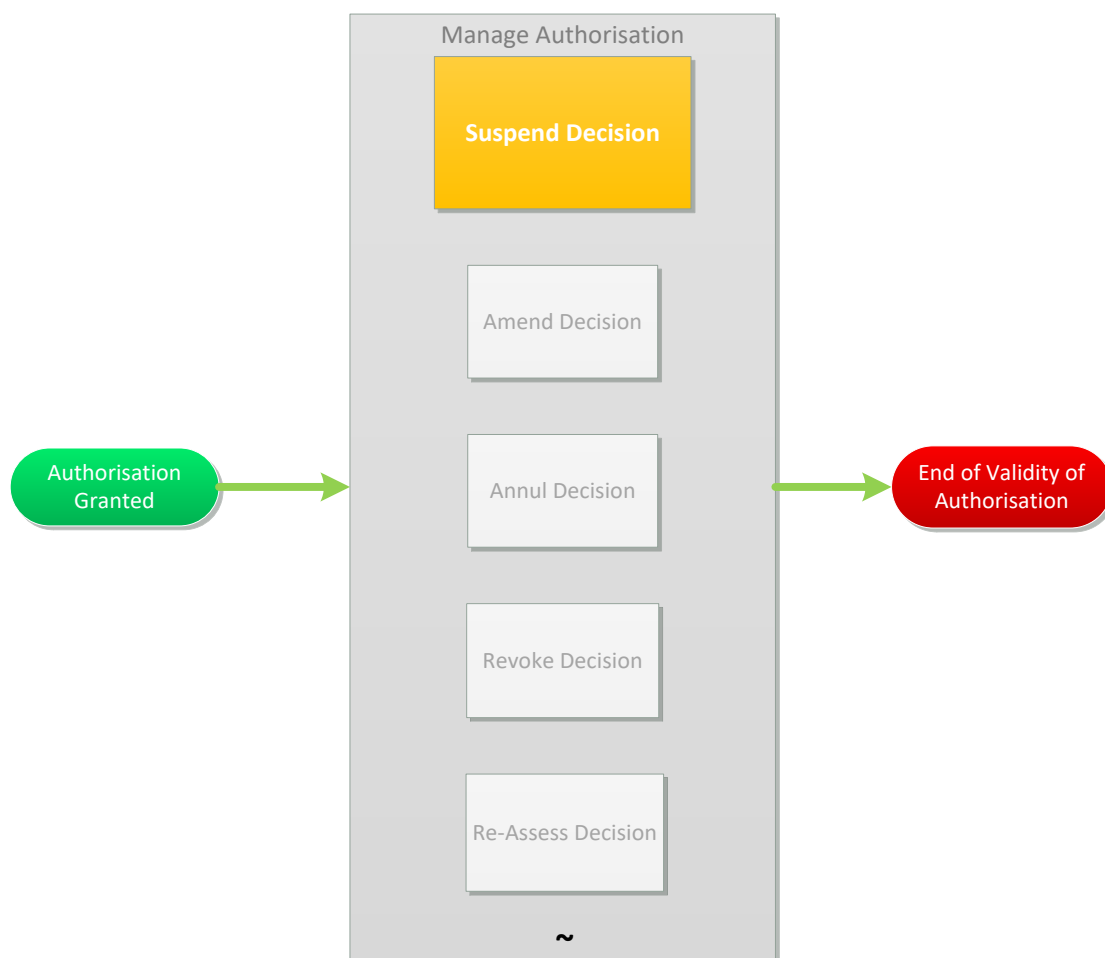 Manage Authorisation
Suspend Decision
Amend Decision
Authorisation
Granted
Annul Decision
End of Validity of
Authorisation
Revoke Decision
Re-Assess Decision
~